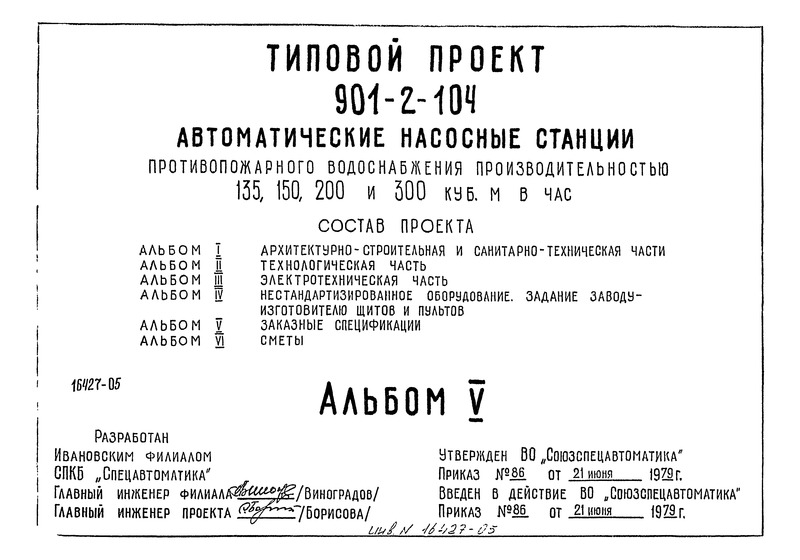 ТИПОВОЙ ПРОЕКТ
901-2-104
АВТОМАТИЧЕСКИЕ НАСОСНЫЕ СТАНЦИИ
ПРОТИВОПОЖАРНОГО ВОДОСНАБЖЕНИЯ ПРОИЗВОДИТЕЛЬНОСТЬЮ
135, 150, 200 И 300 КУБ. М В ЧАС
СОСТАВ ПРОЕКТА
АЛЬБОМ I АРХИТЕКТУРНО-СТРОИТЕЛЬНАЯ И САНИТАРНО-ТЕХНИЧЕСКАЯ ЧАСТИ
АЛЬБОМ II ТЕХНОЛОГИЧЕСКАЯ ЧАСТЬ
АЛЬБОМ III ЭЛЕКТРОТЕХНИЧЕСКАЯ ЧАСТЬ
АЛЬБОМ IV НЕСТАНДАРТИЗИРОВАННОЕ ОБОРУДОВАНИЕ. ЗАДАНИЕ ЗАВОДУ-
ИЗГОТОВИТЕЛЮ ЩИТОВ И ПУЛЬТОВ
АЛЬБОМ V ЗАКАЗНЫЕ СПЕЦИФИКАЦИИ
АЛЬБОМ VI СМЕТЫ
16427-05
АЛЬБОМ V
РАЗРАБОТАН
ИВАНОВСКИМ ФИЛИАЛОМ
СПКБ „СПЕЦАВТОМАТИКА"
ГЛАВНЫЙ ИНЖЕНЕР ФИЛИАЛА /ВИНОГРАДОВ/
ГЛАВНЫЙ ИНЖЕНЕР ПРОЕКТА /БОРИСОВА/
УТВЕРЖДЕН ВО „СОЮЗСПЕЦАВТОМАТИКА"
ПРИКАЗ №86 ОТ 21 июня 1979 г.
ВВЕДЕН В ДЕЙСТВИЕ ВО „СОЮЗСПЕЦАВТОМАТИКА"
ПРИКАЗ №86 ОТ 21 июня 1979 г.
инв. N 16427-05